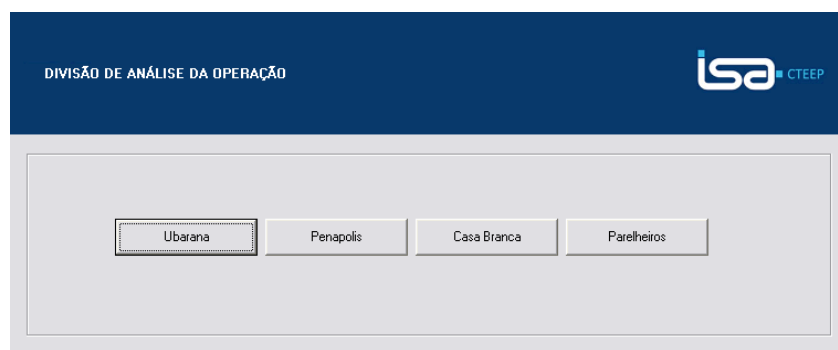 DIVISÃO DE ANÁLISE DA OPERAÇÃO
isa CTEEP
Ubarana Penapolis Casa Branca Parelheiros